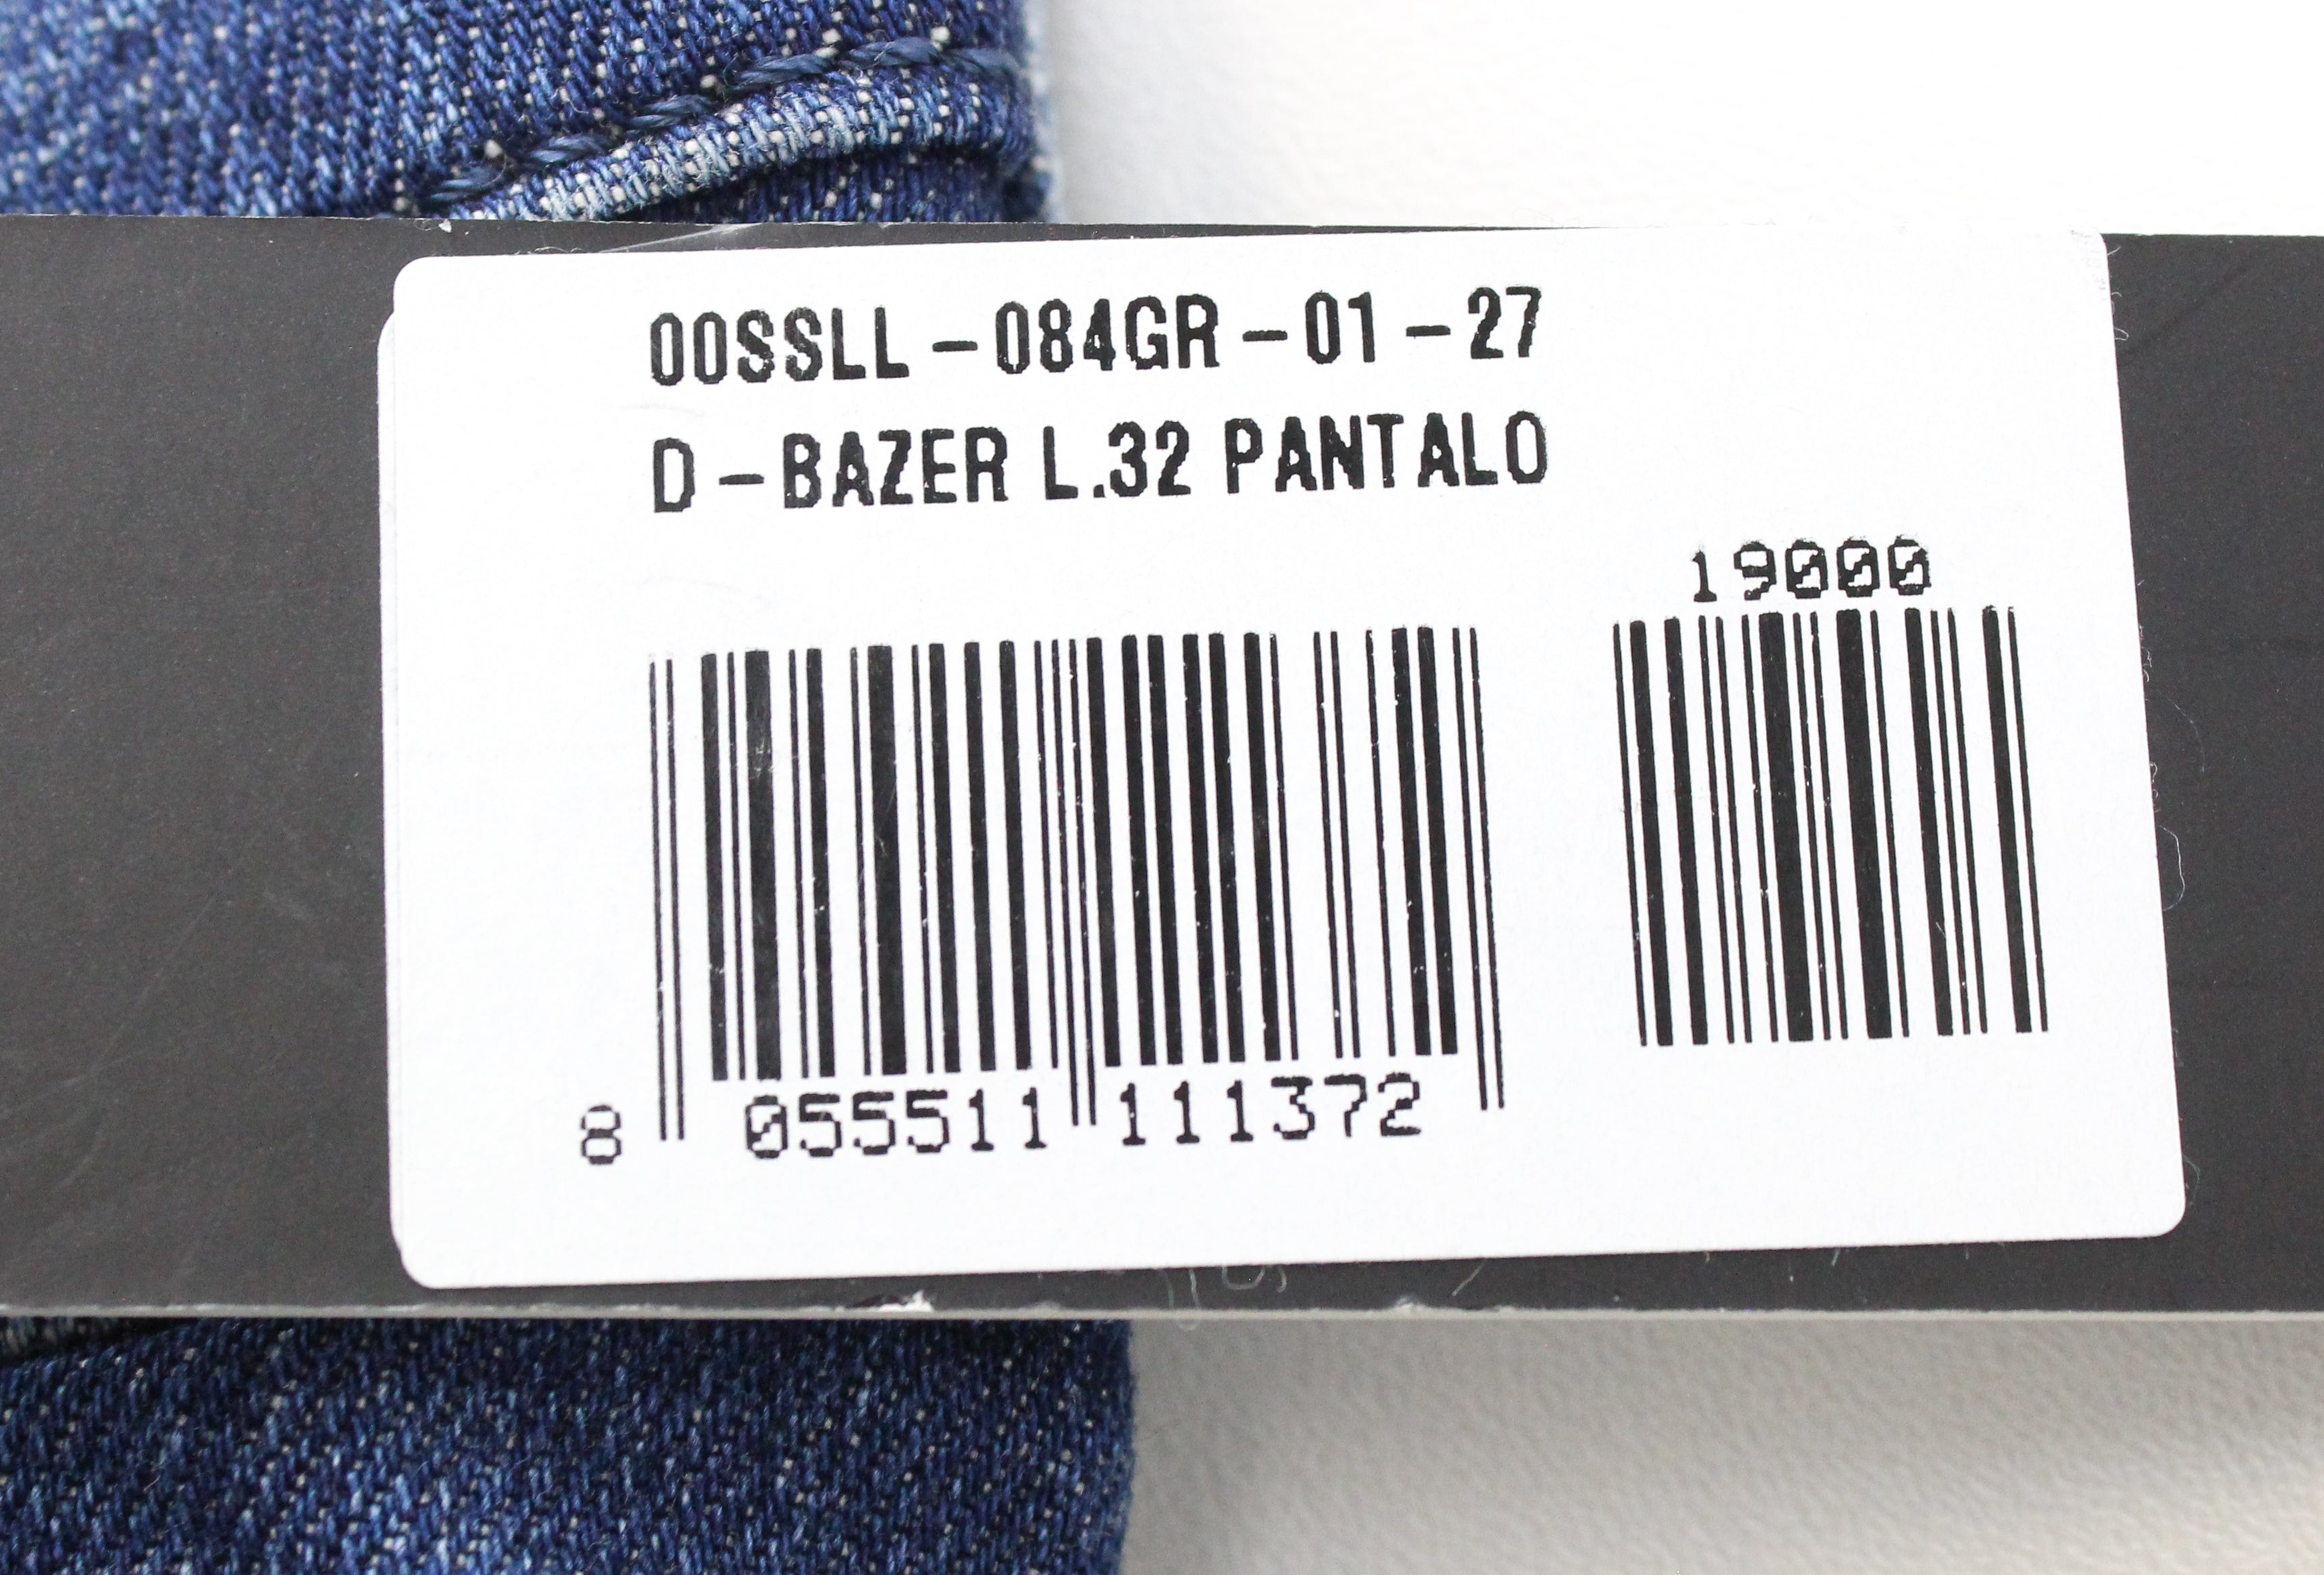 00SSLL-084GR-01-27
D-BAZER L.32 PANTALO
19000
8 055511 111372